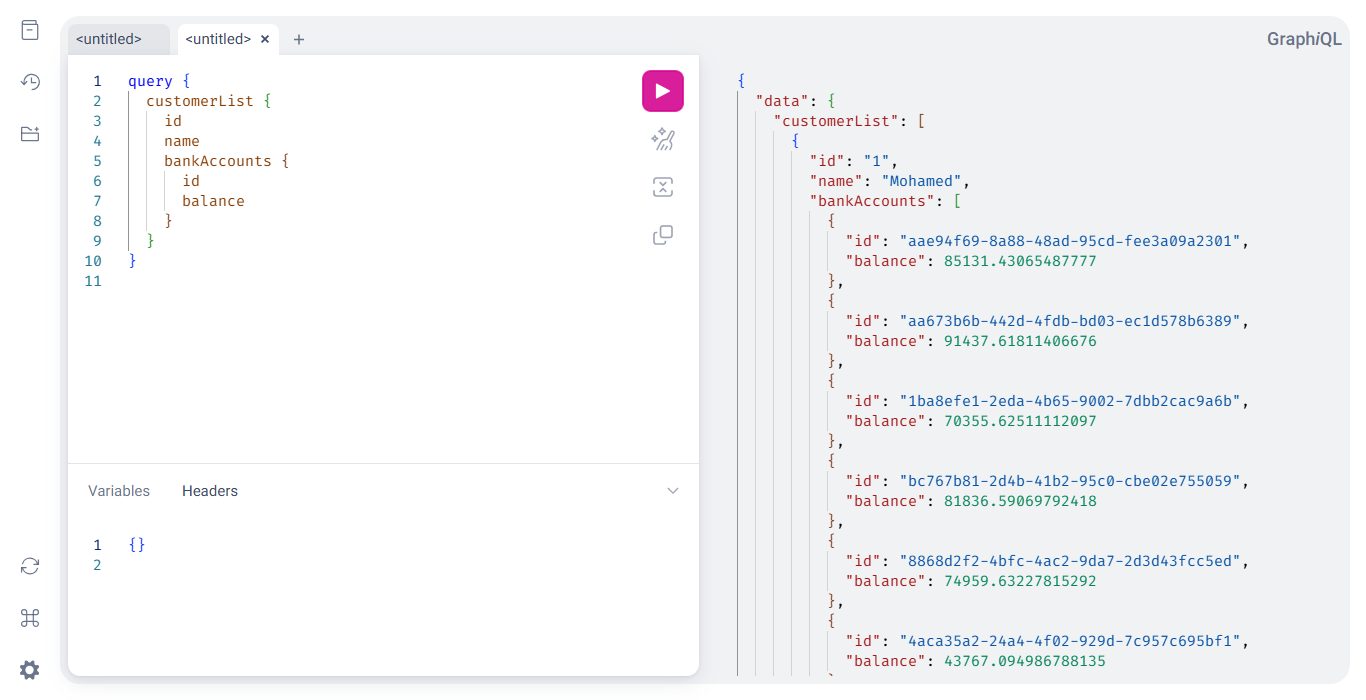 <untitled>
<untitled> ×
+
GraphiQL
1 query {
2   customerList {
3     id
4     name
5     bankAccounts {
6       id
7       balance
8     }
9   }
10 }
11
Variables Headers
1 {}
2
{
  "data": {
    "customerList": [
      {
        "id": "1",
        "name": "Mohamed",
        "bankAccounts": [
          {
            "id": "aae94f69-8a88-48ad-95cd-fee3a09a2301",
            "balance": 85131.43065487777
          },
          {
            "id": "aa673b6b-442d-4fdb-bd03-ec1d578b6389",
            "balance": 91437.61811406676
          },
          {
            "id": "1ba8efe1-2eda-4b65-9002-7dbb2cac9a6b",
            "balance": 70355.62511112097
          },
          {
            "id": "bc767b81-2d4b-41b2-95c0-cbe02e755059",
            "balance": 81836.59069792418
          },
          {
            "id": "8868d2f2-4bfc-4ac2-9da7-2d3d43fcc5ed",
            "balance": 74959.63227815292
          },
          {
            "id": "4aca35a2-24a4-4f02-929d-7c957c695bf1",
            "balance": 43767.094986788135